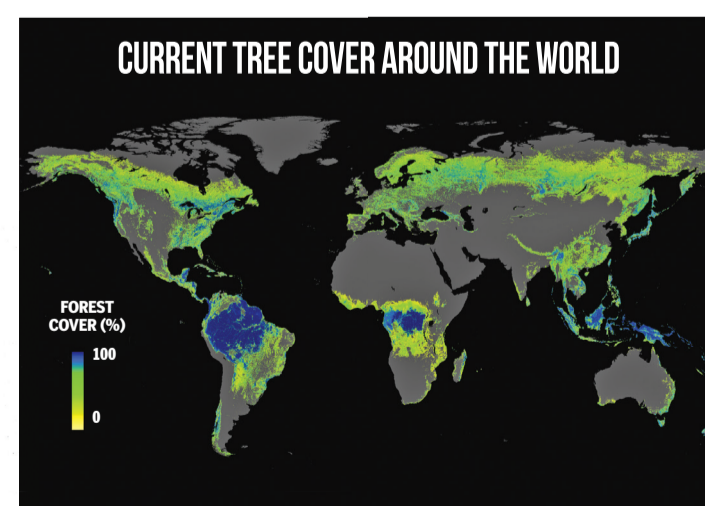 CURRENT TREE COVER AROUND THE WORLD
FOREST
COVER (%)
100
0